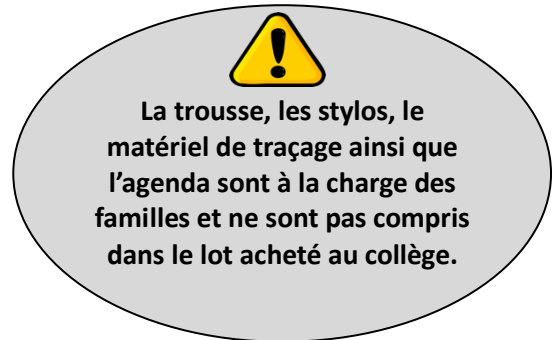 La trousse, les stylos, le
matériel de traçage ainsi que
l’agenda sont à la charge des
familles et ne sont pas compris
dans le lot acheté au collège.